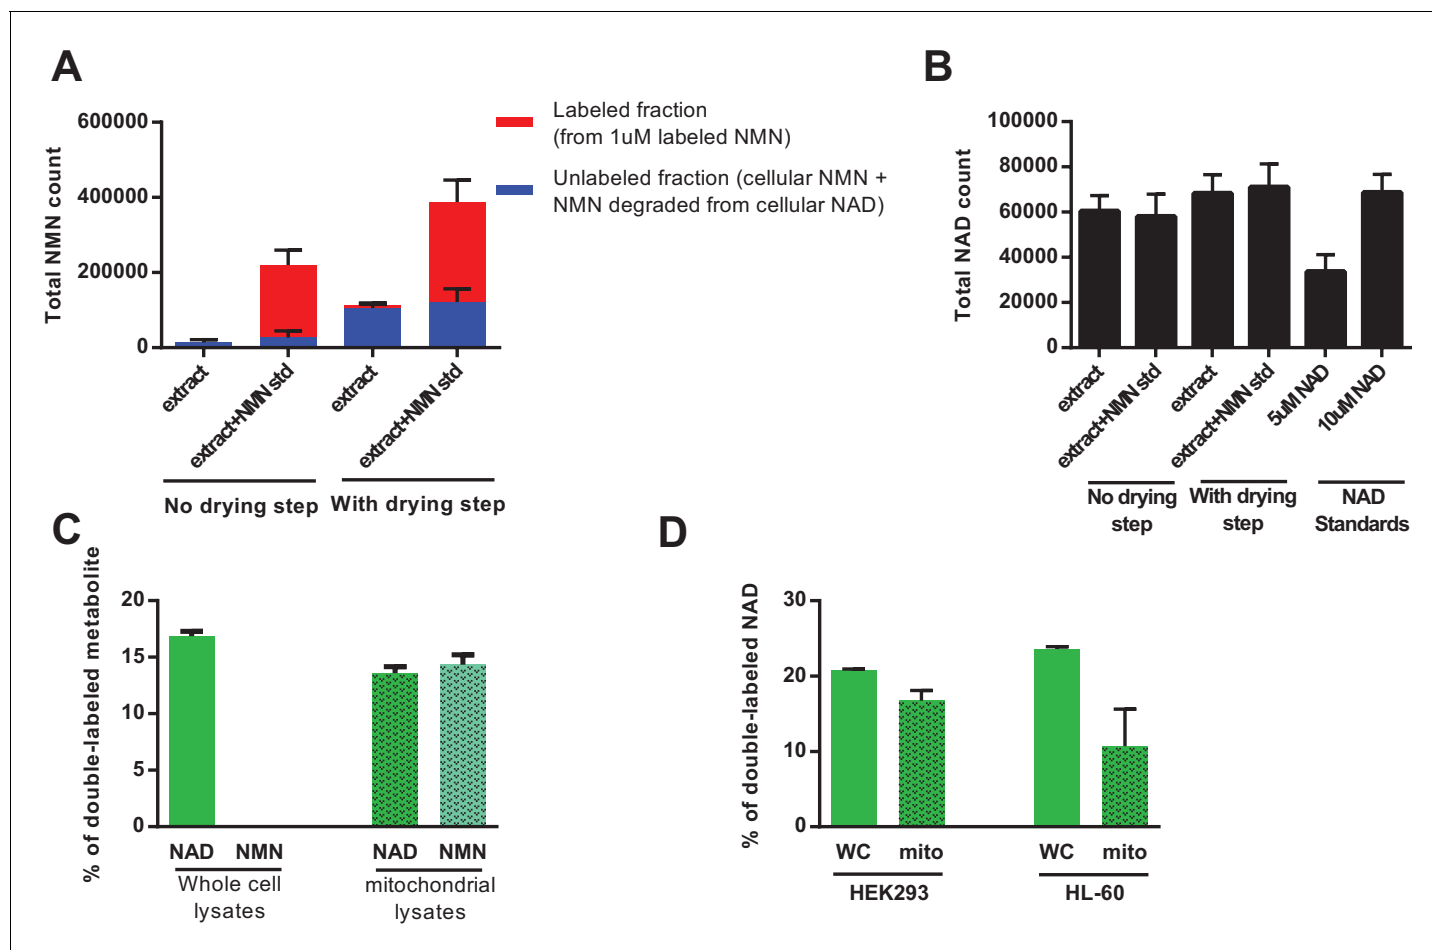 A
Total NMN count
600000
400000
200000
0
extract
extract+NMN std
extract
extract+NMN std
No drying step
With drying step
Labeled fraction
(from 1uM labeled NMN)
Unlabeled fraction (cellular NMN +
NMN degraded from cellular NAD)
B
Total NAD count
100000
80000
60000
40000
20000
0
extract
extract+NMN std
extract
extract+NMN std
5uM NAD
10uM NAD
No drying
step
With drying
step
NAD
Standards
C
% of double-labeled metabolite
20
15
10
5
0
NAD
NMN
NAD
NMN
Whole cell
lysates
mitochondrial
lysates
D
% of double-labeled NAD
30
20
10
0
WC
mito
WC
mito
HEK293
HL-60